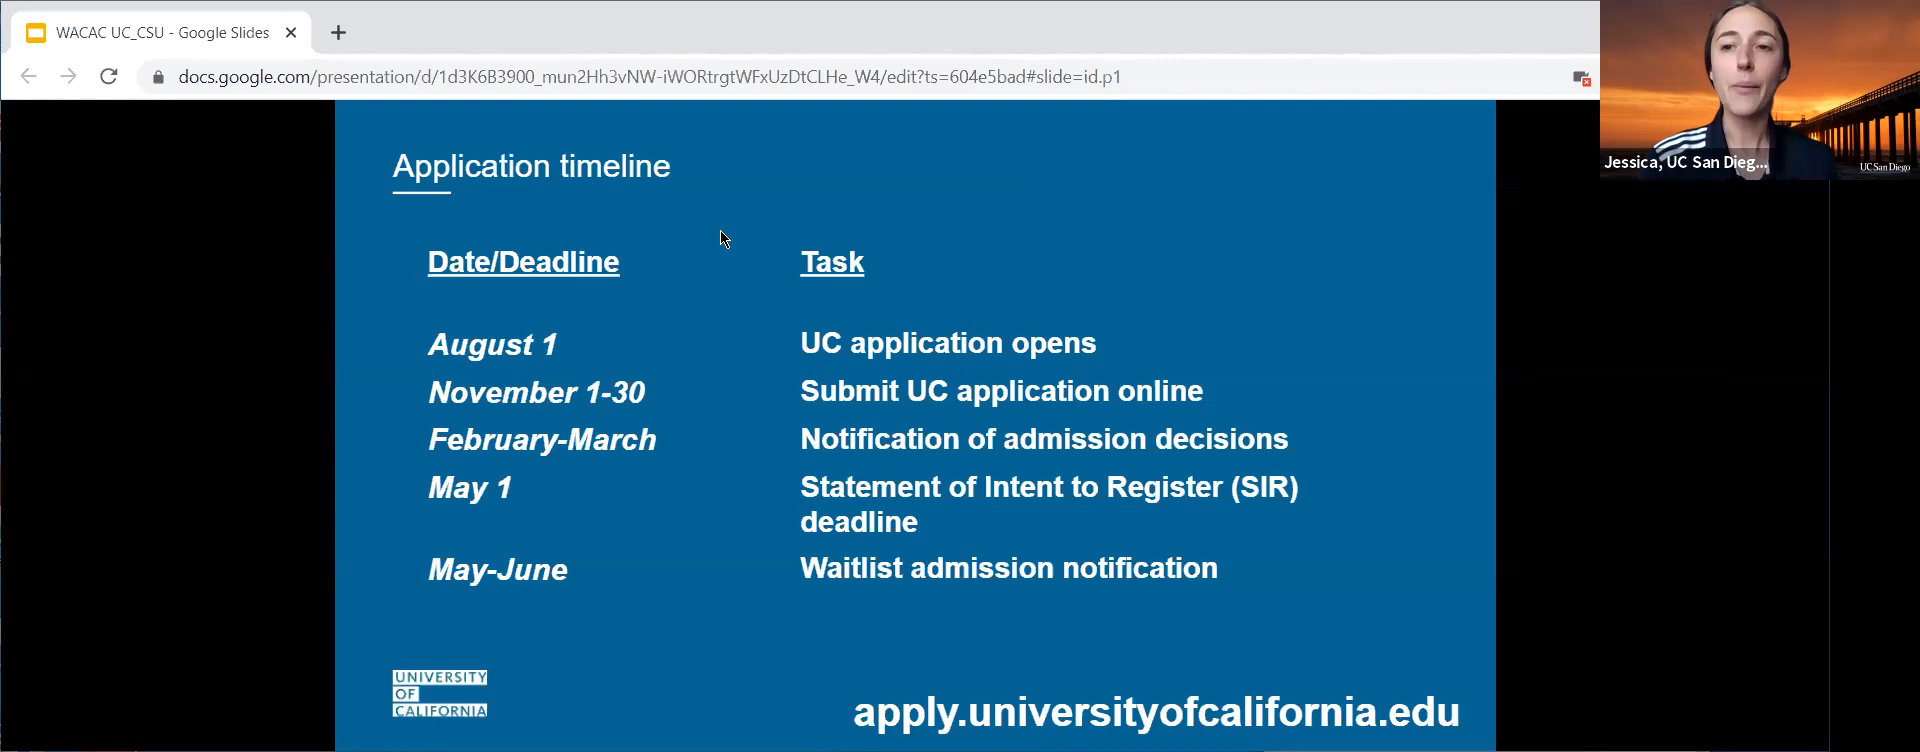 WACAC UC_CSU - Google Slides
docs.google.com/presentation/d/1d3K6B3900_mun2Hh3vNW-iWORtrgtWFxUzDtCLHe_W4/edit?ts=604e5bad#slide=id.p1
Jessica, UC San Dieg...
UC San Diego
Application timeline
Date/Deadline Task
August 1 UC application opens
November 1-30 Submit UC application online
February-March Notification of admission decisions
May 1 Statement of Intent to Register (SIR)
deadline
May-June Waitlist admission notification
UNIVERSITY
OF
CALIFORNIA
apply.universityofcalifornia.edu